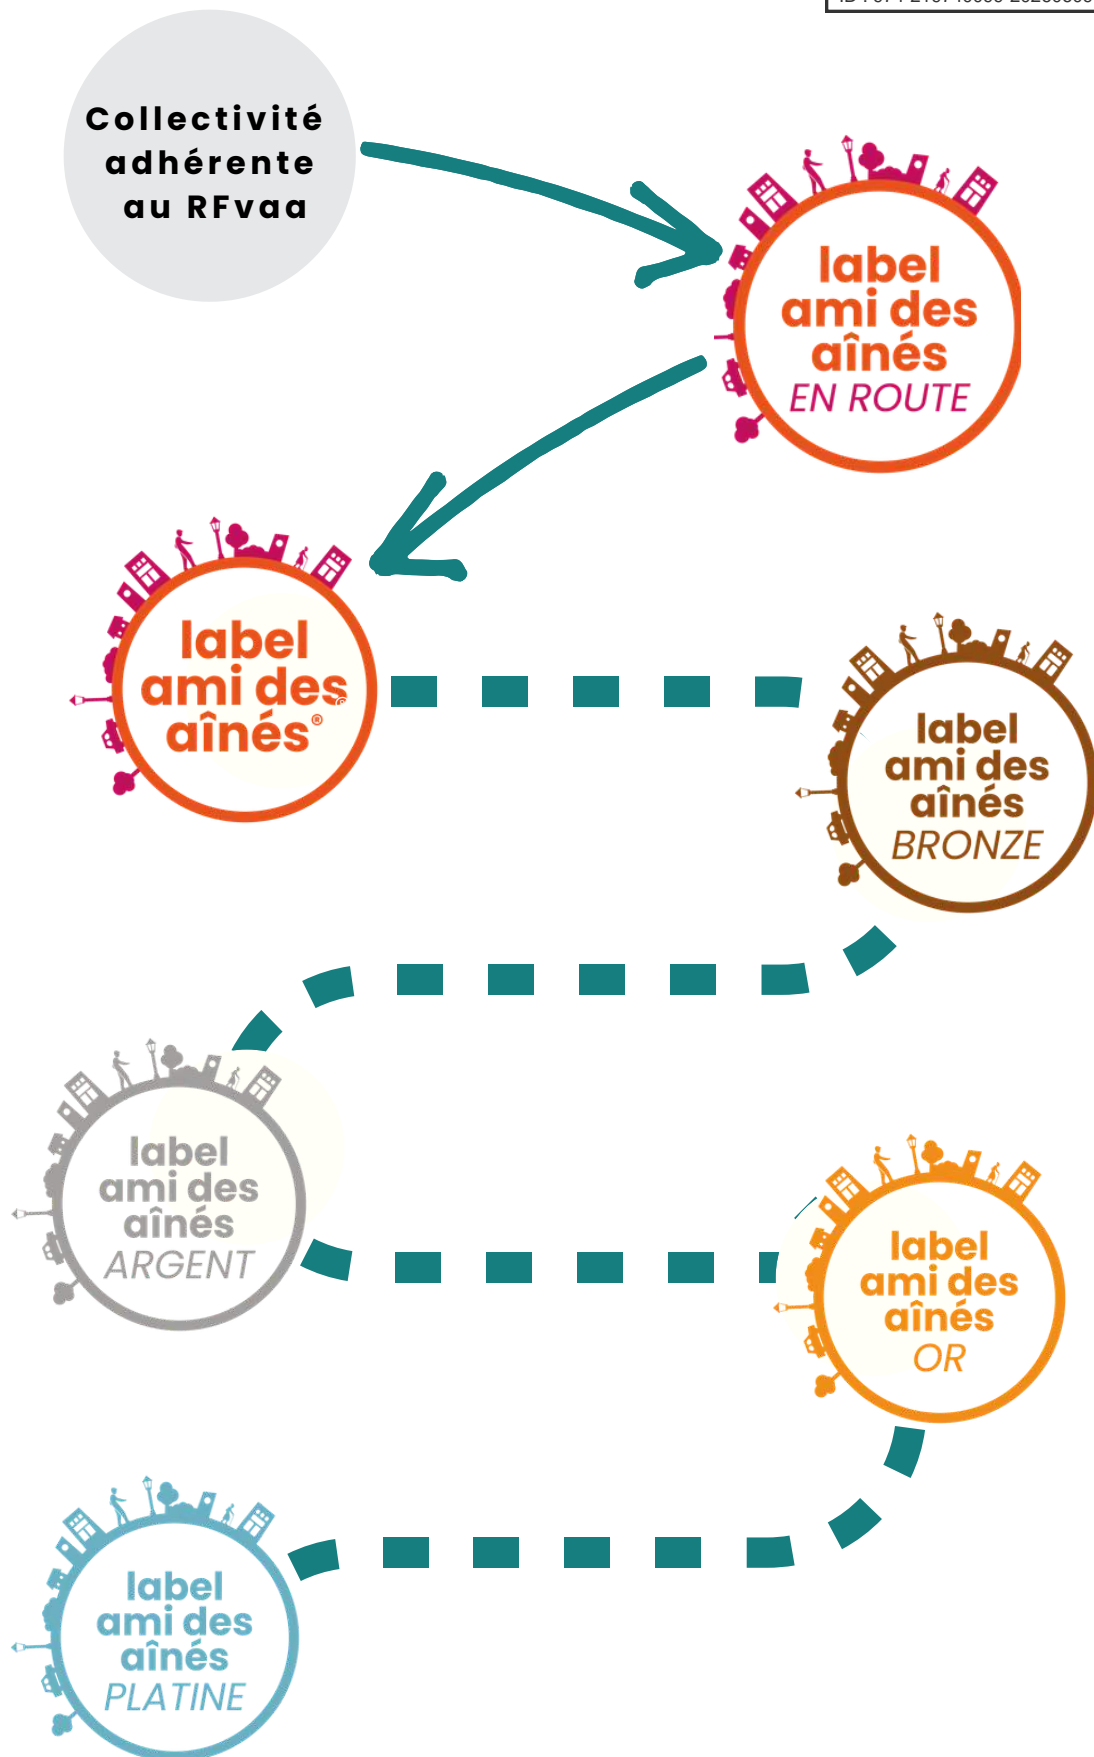 Collectivité
adhérente
au RFvaa
label
ami des
aînés
EN ROUTE
label
ami des
aînés®
label
ami des
aînés
BRONZE
label
ami des
aînés
ARGENT
label
ami des
aînés
OR
label
ami des
aînés
PLATINE